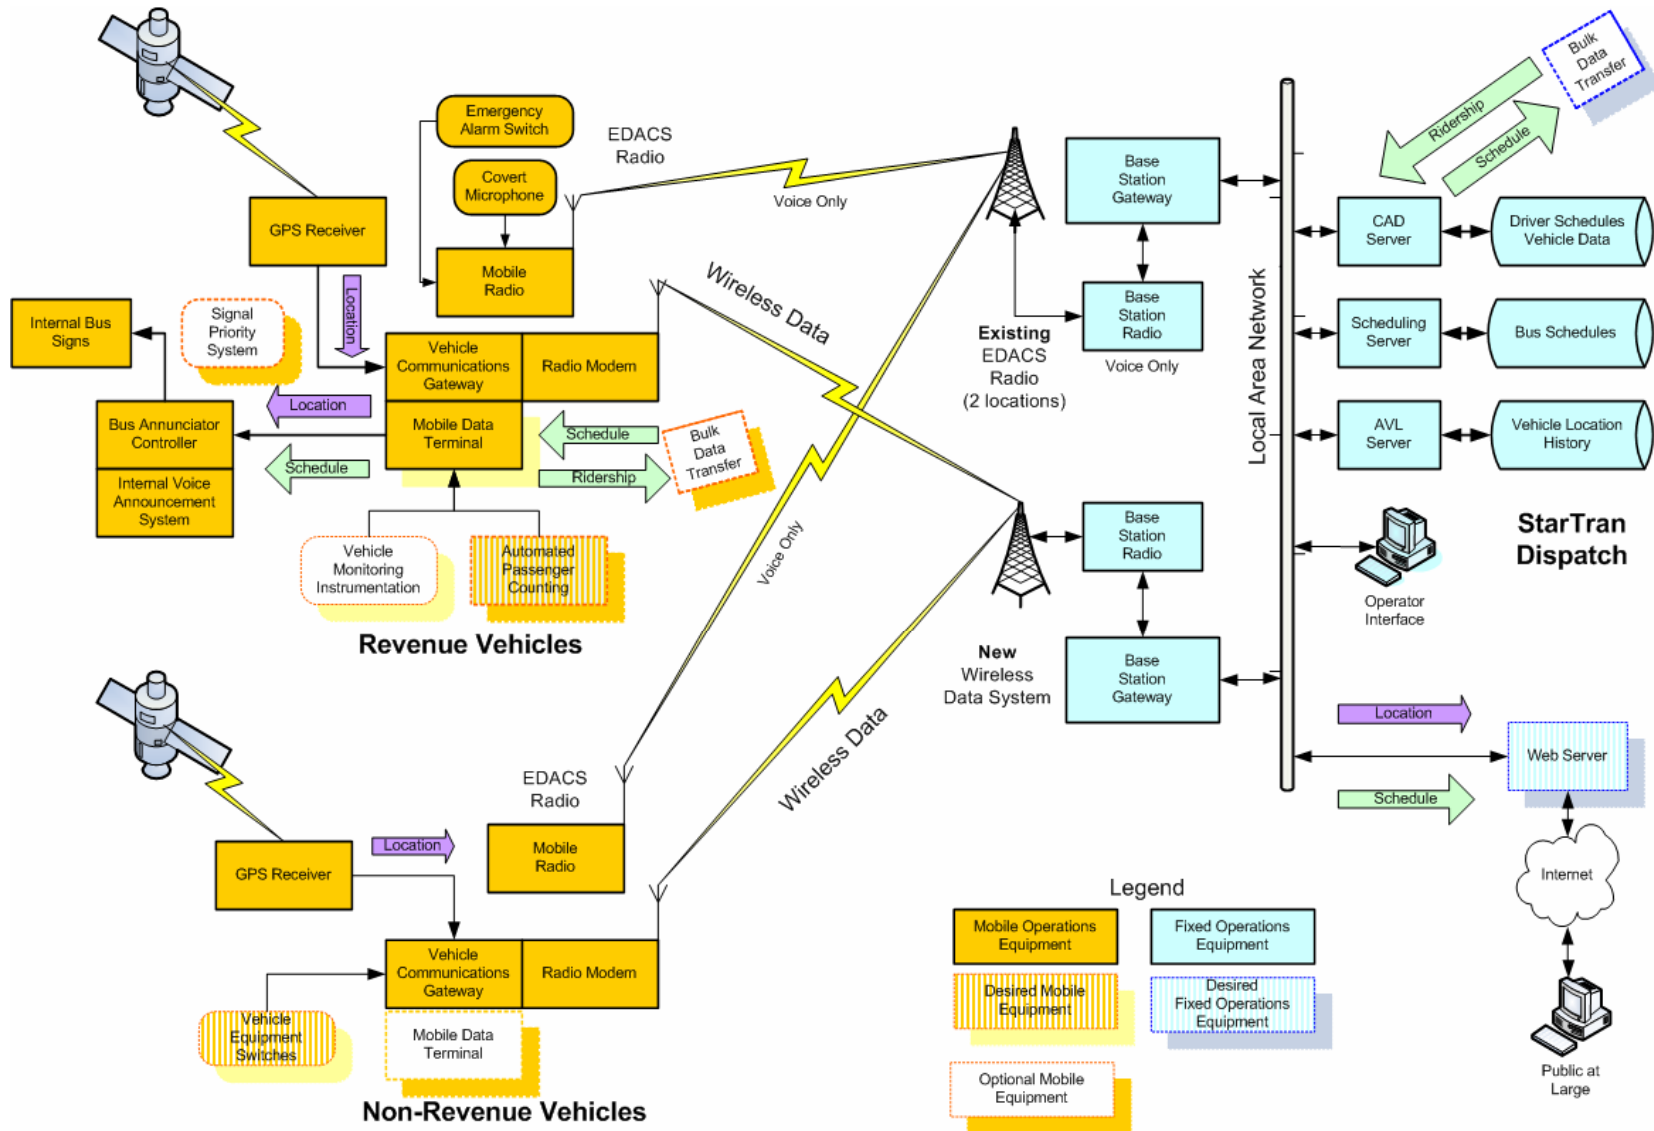 Emergency
Alarm Switch
EDACS
Radio
Covert
Microphone
Voice Only
GPS Receiver
Mobile
Radio
Location
Internal Bus
Signs
Signal
Priority
System
Vehicle
Communications
Gateway
Radio Modem
Wireless Data
Location
Bus Annunciator
Controller
Mobile Data
Terminal
Schedule
Bulk
Data
Transfer
Schedule
Ridership
Internal Voice
Announcement
System
Vehicle
Monitoring
Instrumentation
Automated
Passenger
Counting
Voice Only
Revenue Vehicles
Existing
EDACS
Radio
(2 locations)
Base
Station
Gateway
Base
Station
Radio
Voice Only
Base
Station
Radio
New
Wireless
Data System
Base
Station
Gateway
Local Area Network
Bulk
Data
Transfer
Ridership
Schedule
CAD
Server
Driver Schedules
Vehicle Data
Scheduling
Server
Bus Schedules
AVL
Server
Vehicle Location
History
StarTran
Dispatch
Operator
Interface
Location
Web Server
Schedule
Internet
Public at
Large
EDACS
Radio
Wireless Data
GPS Receiver
Location
Mobile
Radio
Vehicle
Communications
Gateway
Radio Modem
Vehicle
Equipment
Switches
Mobile Data
Terminal
Non-Revenue Vehicles
Legend
Mobile Operations
Equipment
Fixed Operations
Equipment
Desired Mobile
Equipment
Desired
Fixed Operations
Equipment
Optional Mobile
Equipment